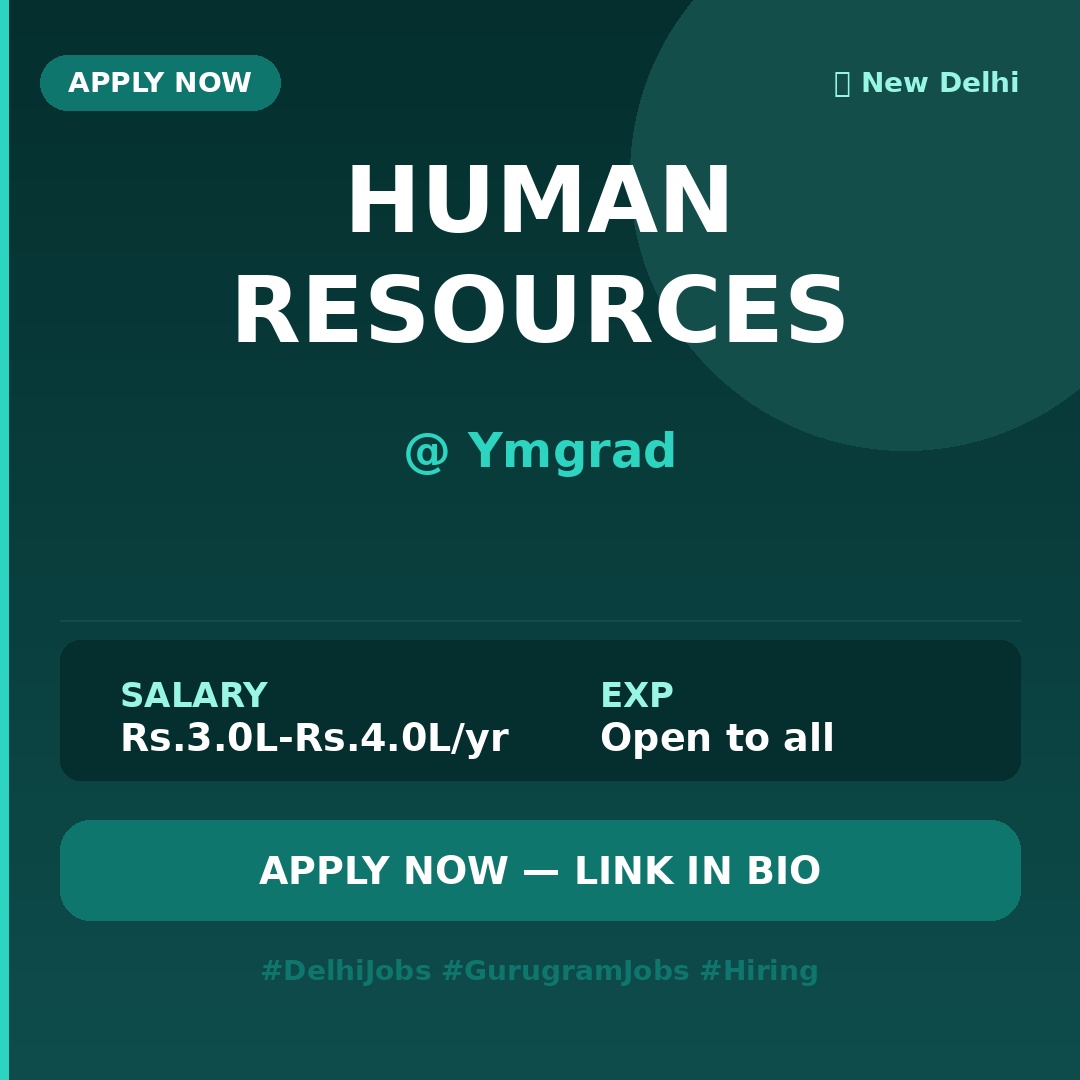 APPLY NOW
New Delhi
HUMAN
RESOURCES
@ Ymgrad
SALARY
EXP
Rs.3.0L-Rs.4.0L/yr
Open to all
APPLY NOW — LINK IN BIO
#DelhiJobs #GurugramJobs #Hiring